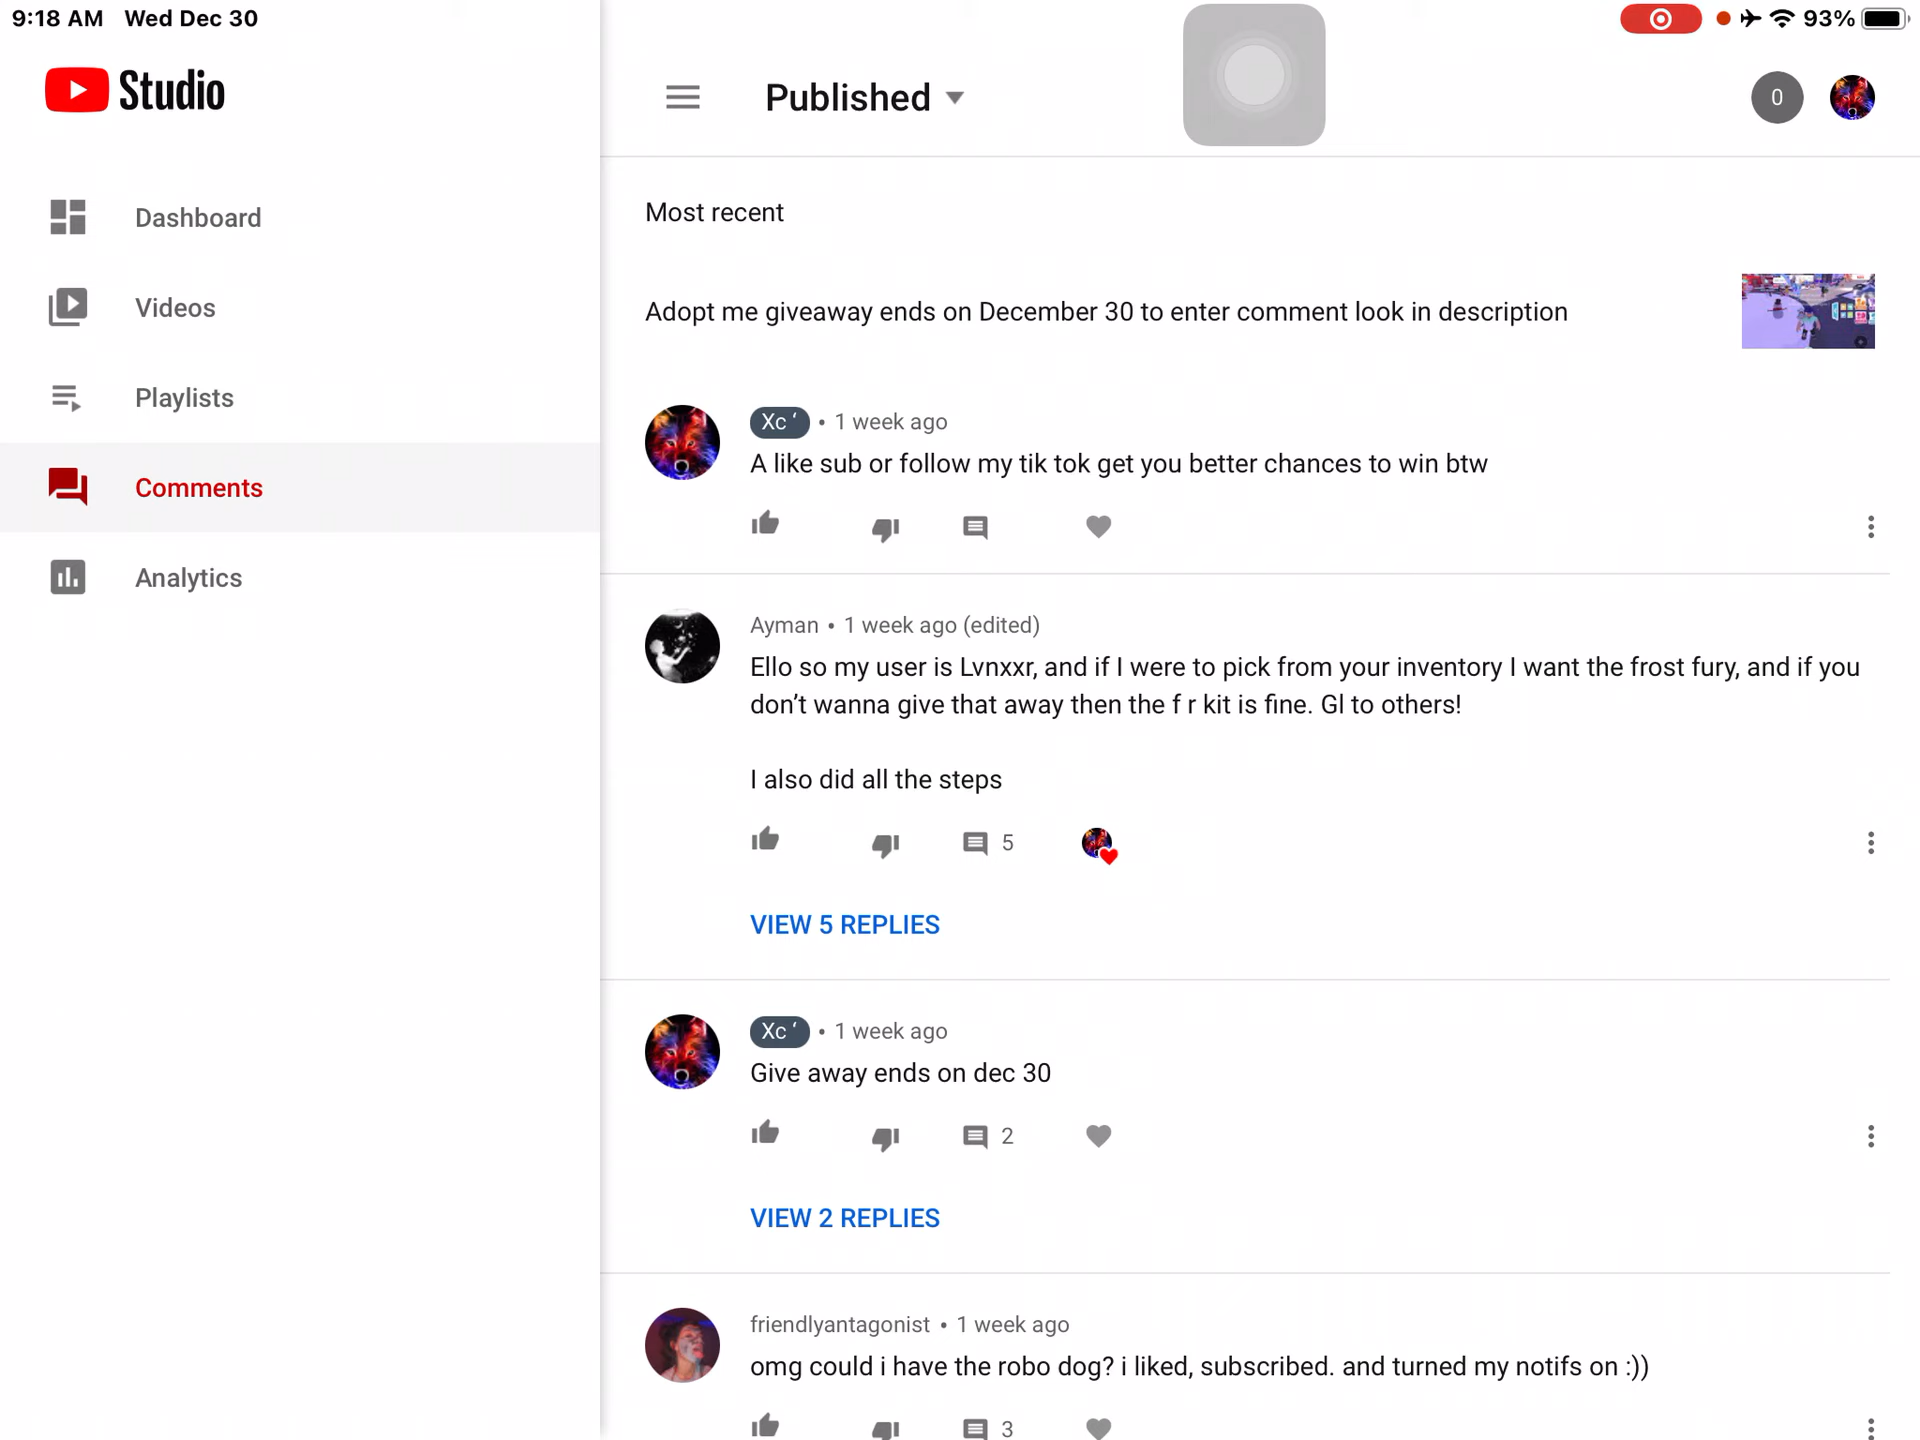 9:18 AM Wed Dec 30
93%
Studio
Published
0
Dashboard
Videos
Playlists
Comments
Analytics
Most recent
Adopt me giveaway ends on December 30 to enter comment look in description
Xc ‘ • 1 week ago
A like sub or follow my tik tok get you better chances to win btw
Ayman • 1 week ago (edited)
Ello so my user is Lvnxxr, and if I were to pick from your inventory I want the frost fury, and if you
don’t wanna give that away then the f r kit is fine. Gl to others!
I also did all the steps
5
VIEW 5 REPLIES
Xc ‘ • 1 week ago
Give away ends on dec 30
2
VIEW 2 REPLIES
friendlyantagonist • 1 week ago
omg could i have the robo dog? i liked, subscribed. and turned my notifs on :))
3